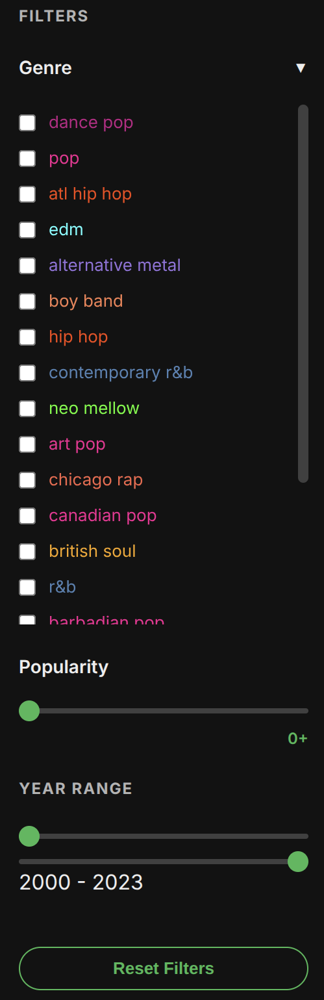 FILTERS
Genre ▼
dance pop
pop
atl hip hop
edm
alternative metal
boy band
hip hop
contemporary r&b
neo mellow
art pop
chicago rap
canadian pop
british soul
r&b
barbadian pop
Popularity
0+
YEAR RANGE
2000 - 2023
Reset Filters